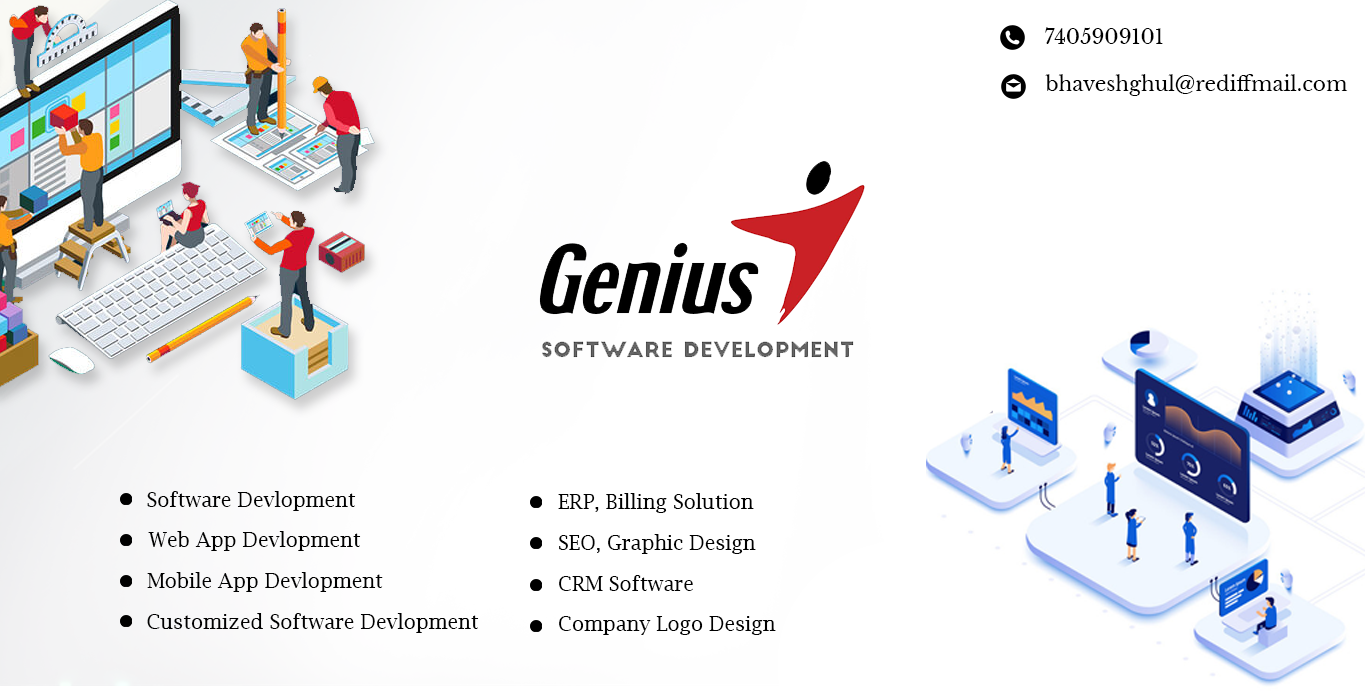 7405909101
bhaveshghul@rediffmail.com
Genius
SOFTWARE DEVELOPMENT
Software Devlopment
Web App Devlopment
Mobile App Devlopment
Customized Software Devlopment
ERP, Billing Solution
SEO, Graphic Design
CRM Software
Company Logo Design